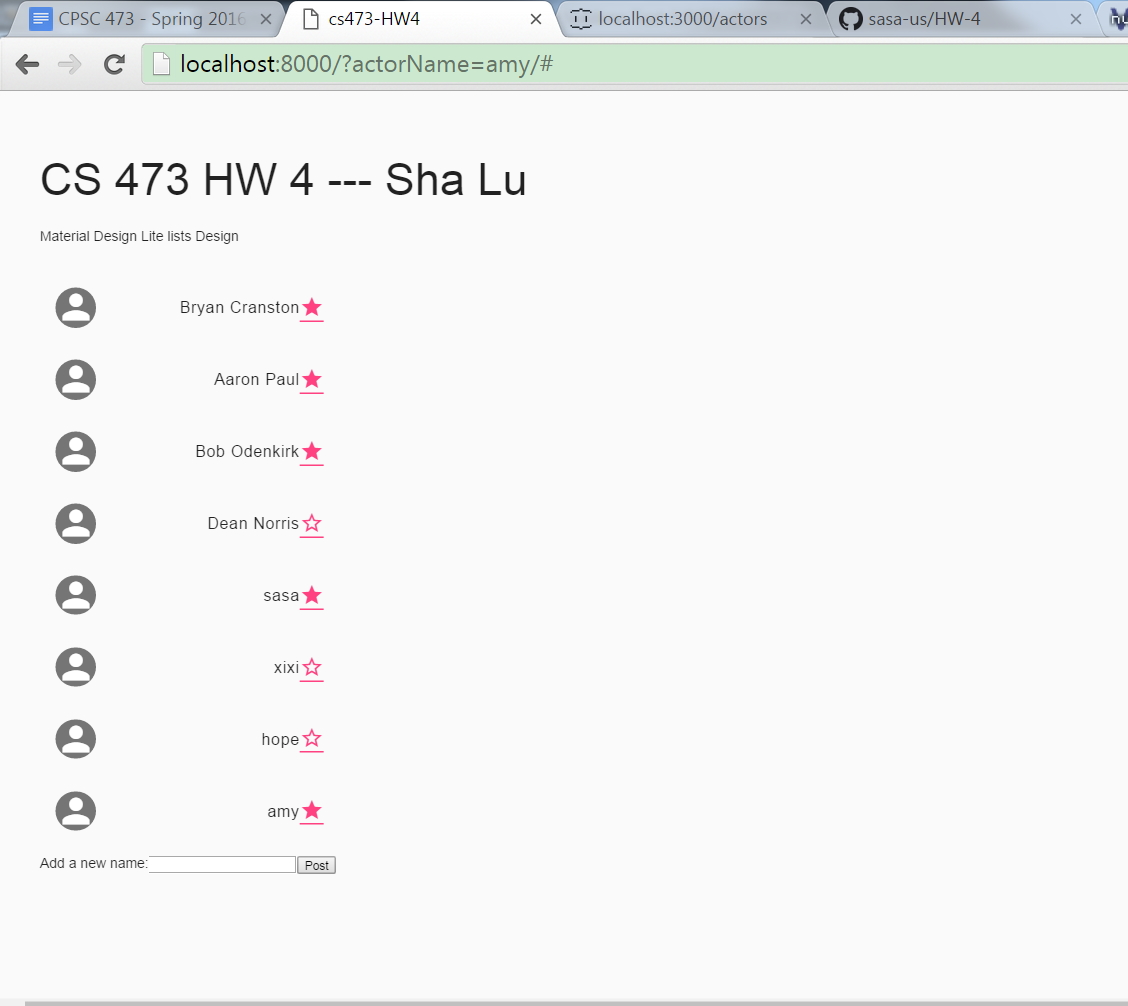 CPSC 473 - Spring 2016
cs473-HW4
localhost:3000/actors
sasa-us/HW-4
localhost:8000/?actorName=amy/#
CS 473 HW 4 --- Sha Lu
Material Design Lite lists Design
Bryan Cranston
Aaron Paul
Bob Odenkirk
Dean Norris
sasa
xixi
hope
amy
Add a new name: Post